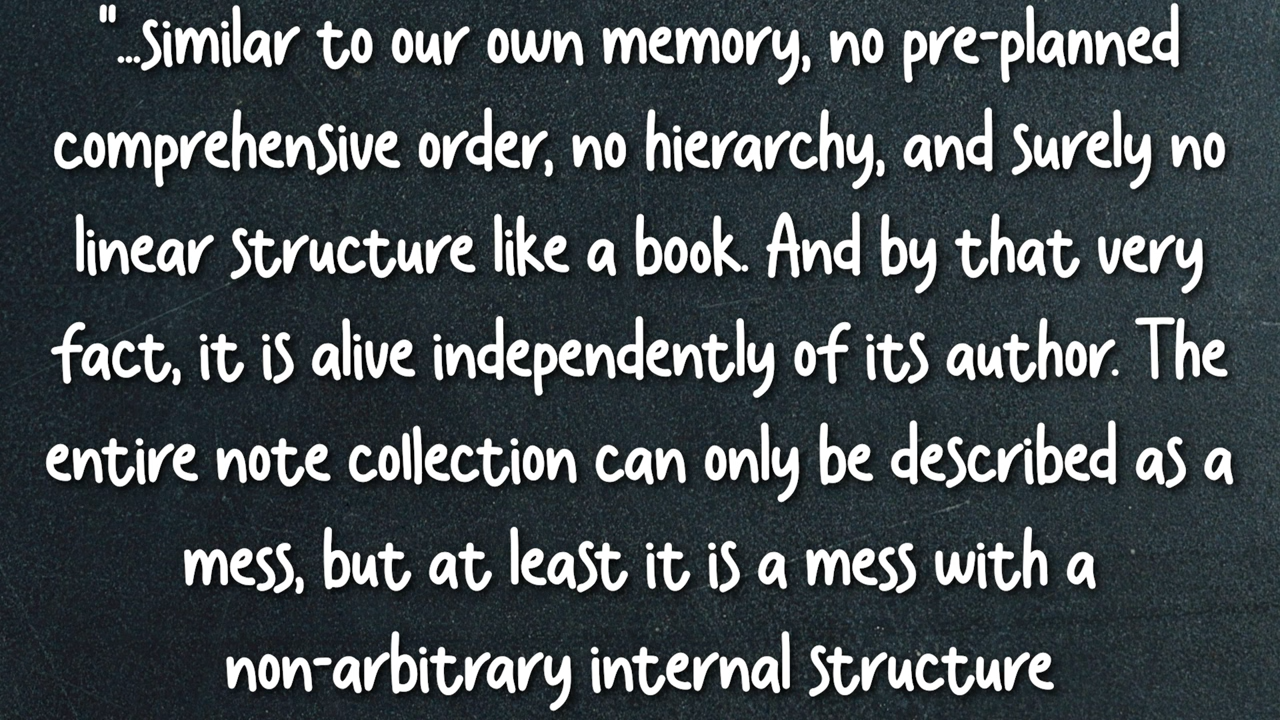 "...similar to our own memory, no pre-planned
comprehensive order, no hierarchy, and surely no
linear structure like a book. And by that very
fact, it is alive independently of its author. The
entire note collection can only be described as a
mess, but at least it is a mess with a
non-arbitrary internal structure